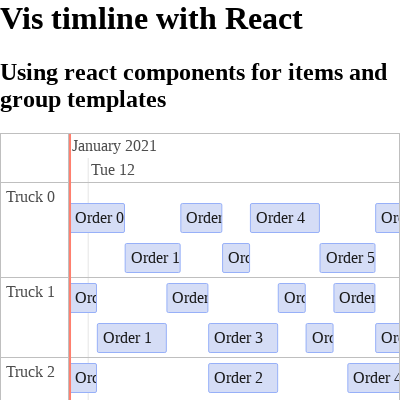 Vis timline with React
Using react components for items and
group templates
January 2021
Tue 12
Truck 0
Order 0
Order
Order 4
Or
Order 1
Orc
Order 5
Truck 1
Orc
Order
Orc
Order
Order 1
Order 3
Orc
Or
Truck 2
Orc
Order 2
Order 4